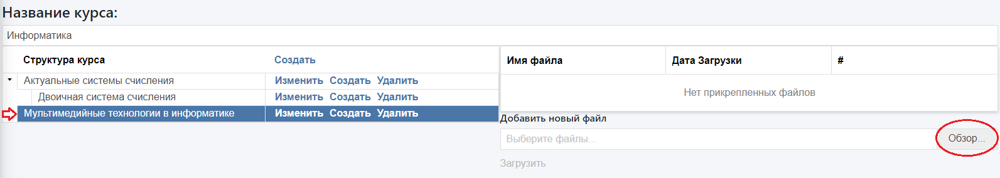 Название курса:
Информатика
Структура курса Создать
Имя файла Дата Загрузки #
Актуальные системы счисления Изменить Создать Удалить
Нет прикрепленных файлов
Двоичная система счисления Изменить Создать Удалить
Мультимедийные технологии в информатике Изменить Создать Удалить
Добавить новый файл
Выберите файлы... Обзор...
Загрузить